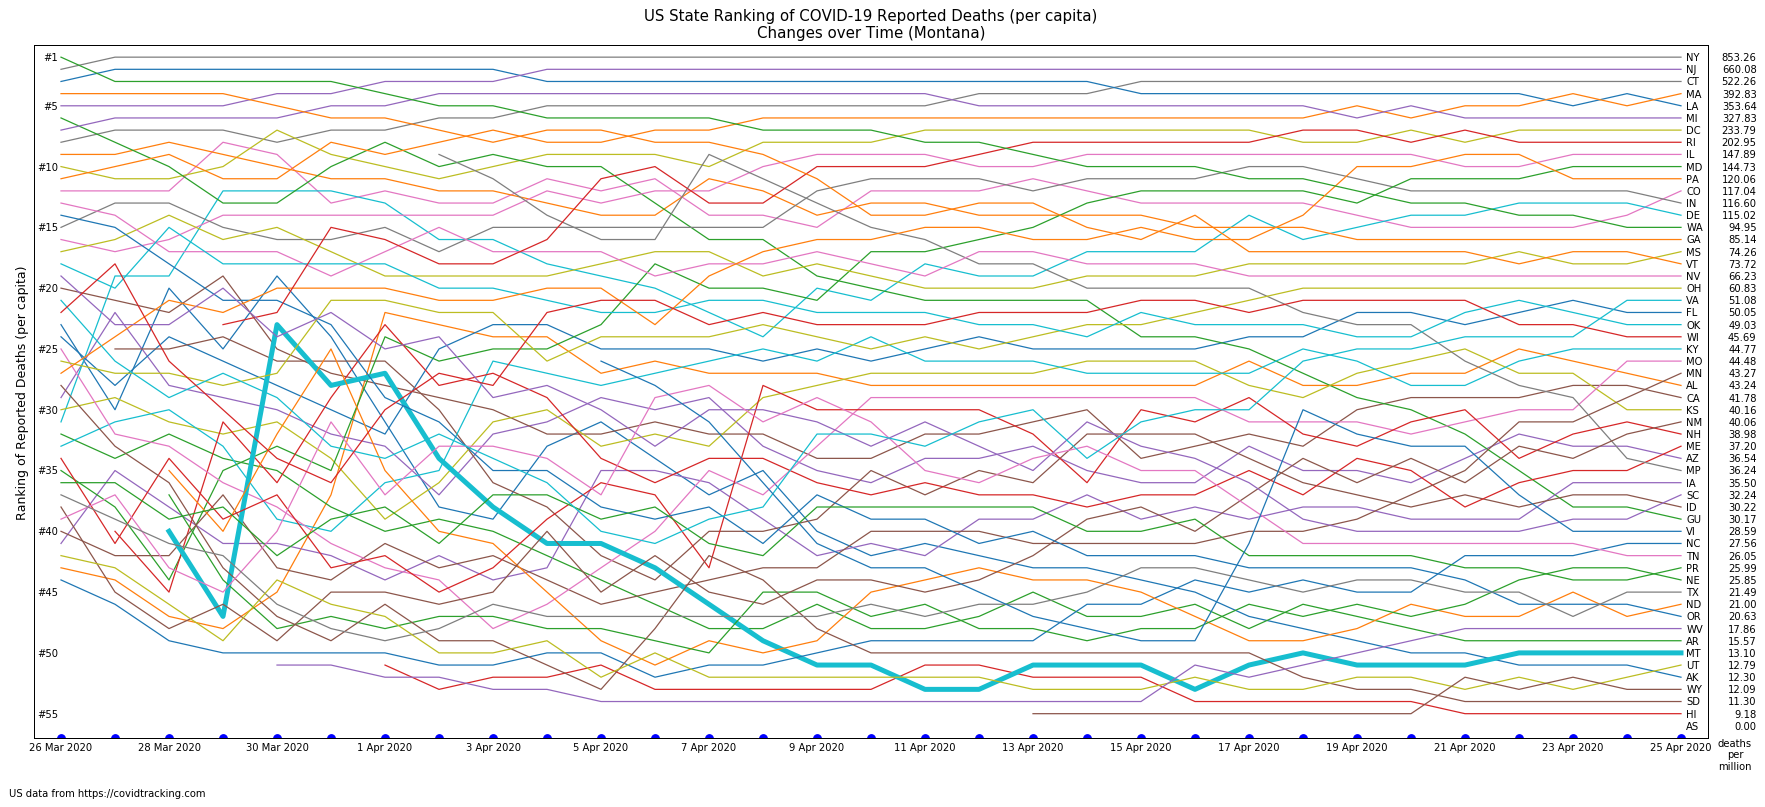 US State Ranking of COVID-19 Reported Deaths (per capita)
Changes over Time (Montana)
Ranking of Reported Deaths (per capita)
#1
#5
#10
#15
#20
#25
#30
#35
#40
#45
#50
#55
NY 853.26
NJ 660.08
CT 522.26
MA 392.83
LA 353.64
MI 327.83
DC 233.79
RI 202.95
IL 147.89
MD 144.73
PA 120.06
CO 117.04
IN 116.60
DE 115.02
WA 94.95
GA 85.14
MS 74.26
VT 73.72
NV 66.23
OH 60.83
VA 51.08
FL 50.05
OK 49.03
WI 45.69
KY 44.77
MO 44.48
MN 43.27
AL 43.24
CA 41.78
KS 40.16
NM 40.06
NH 38.98
ME 37.20
AZ 36.54
MP 36.24
IA 35.50
SC 32.24
ID 30.22
GU 30.17
VI 28.59
NC 27.56
TN 26.05
PR 25.99
NE 25.85
TX 21.49
ND 21.00
OR 20.63
WV 17.86
AR 15.57
MT 13.10
UT 12.79
AK 12.30
WY 12.09
SD 11.30
HI 9.18
AS 0.00
26 Mar 2020 28 Mar 2020 30 Mar 2020 1 Apr 2020 3 Apr 2020 5 Apr 2020 7 Apr 2020 9 Apr 2020 11 Apr 2020 13 Apr 2020 15 Apr 2020 17 Apr 2020 19 Apr 2020 21 Apr 2020 23 Apr 2020 25 Apr 2020
deaths
per
million
US data from https://covidtracking.com